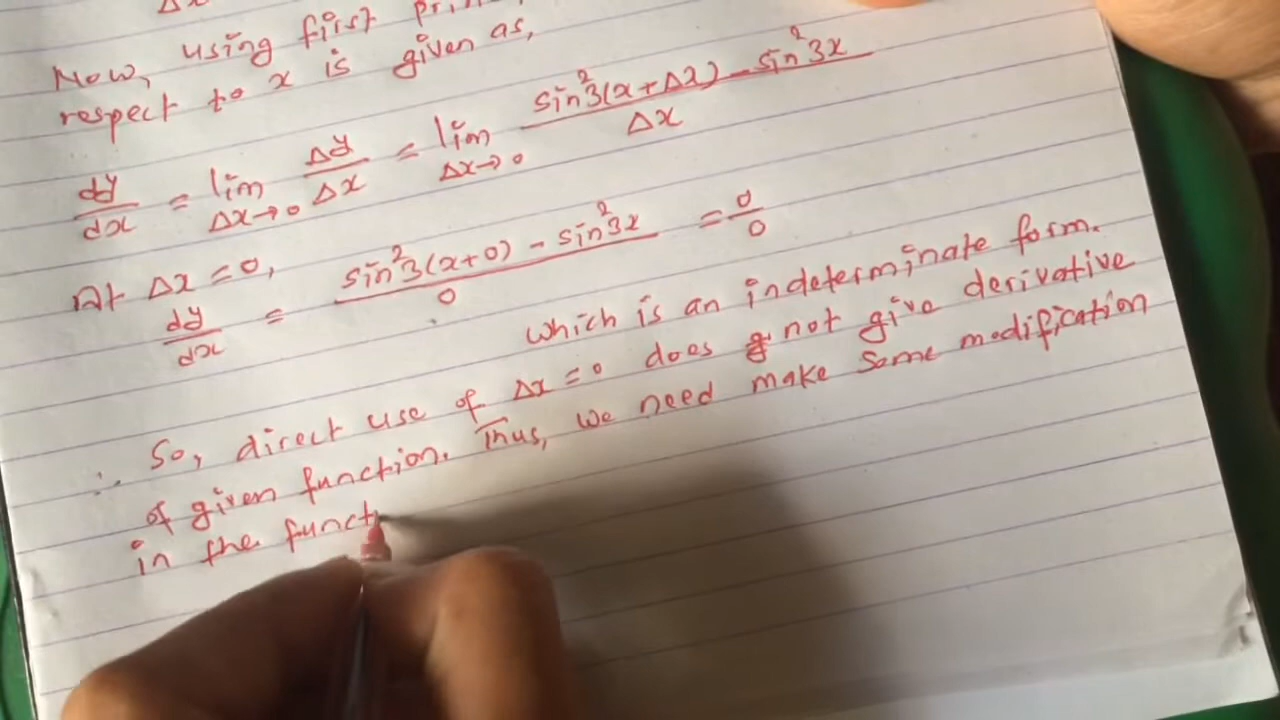 Δx
Now, using first prin
respect to x is given as,
dy/dx = lim Δx→0 Δy/Δx = lim Δx→0 (sin²3(x+Δx) – sin²3x)/Δx
At Δx = 0,
dy/dx = (sin²3(x+0) - sin²3x)/0 = 0/0
which is an indeterminate form.
∴ So, direct use of Δx = 0 does not give derivative
of given function. Thus, we need make some modification
in the funct